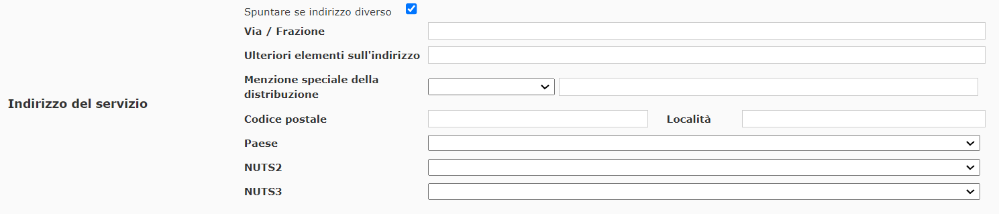 Spuntare se indirizzo diverso
Via / Frazione
Ulteriori elementi sull'indirizzo
Menzione speciale della
distribuzione
Indirizzo del servizio
Codice postale
Località
Paese
NUTS2
NUTS3